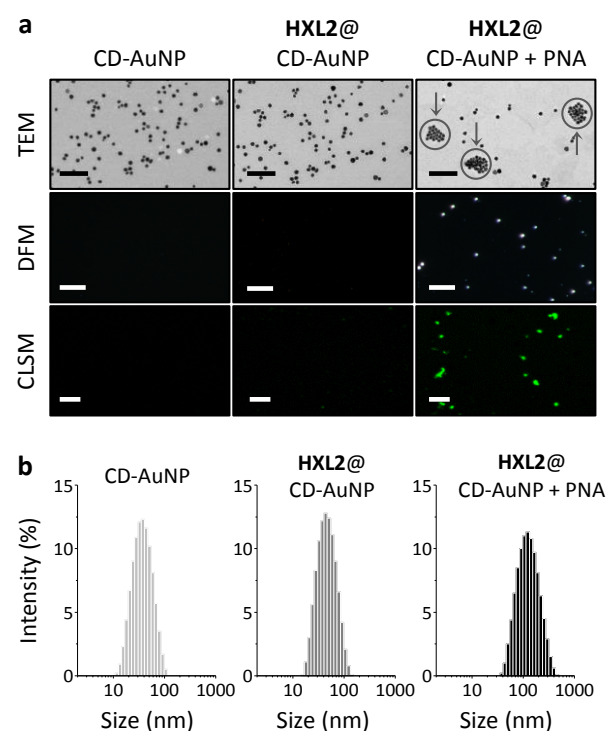 a
CD-AuNP
HXL2@
CD-AuNP
HXL2@
CD-AuNP + PNA
TEM
DFM
CLSM
b
CD-AuNP
HXL2@
CD-AuNP
HXL2@
CD-AuNP + PNA
Intensity (%)
15
10
5
0
10 100 1000
Size (nm)
15
10
5
0
10 100 1000
Size (nm)
15
10
5
0
10 100 1000
Size (nm)